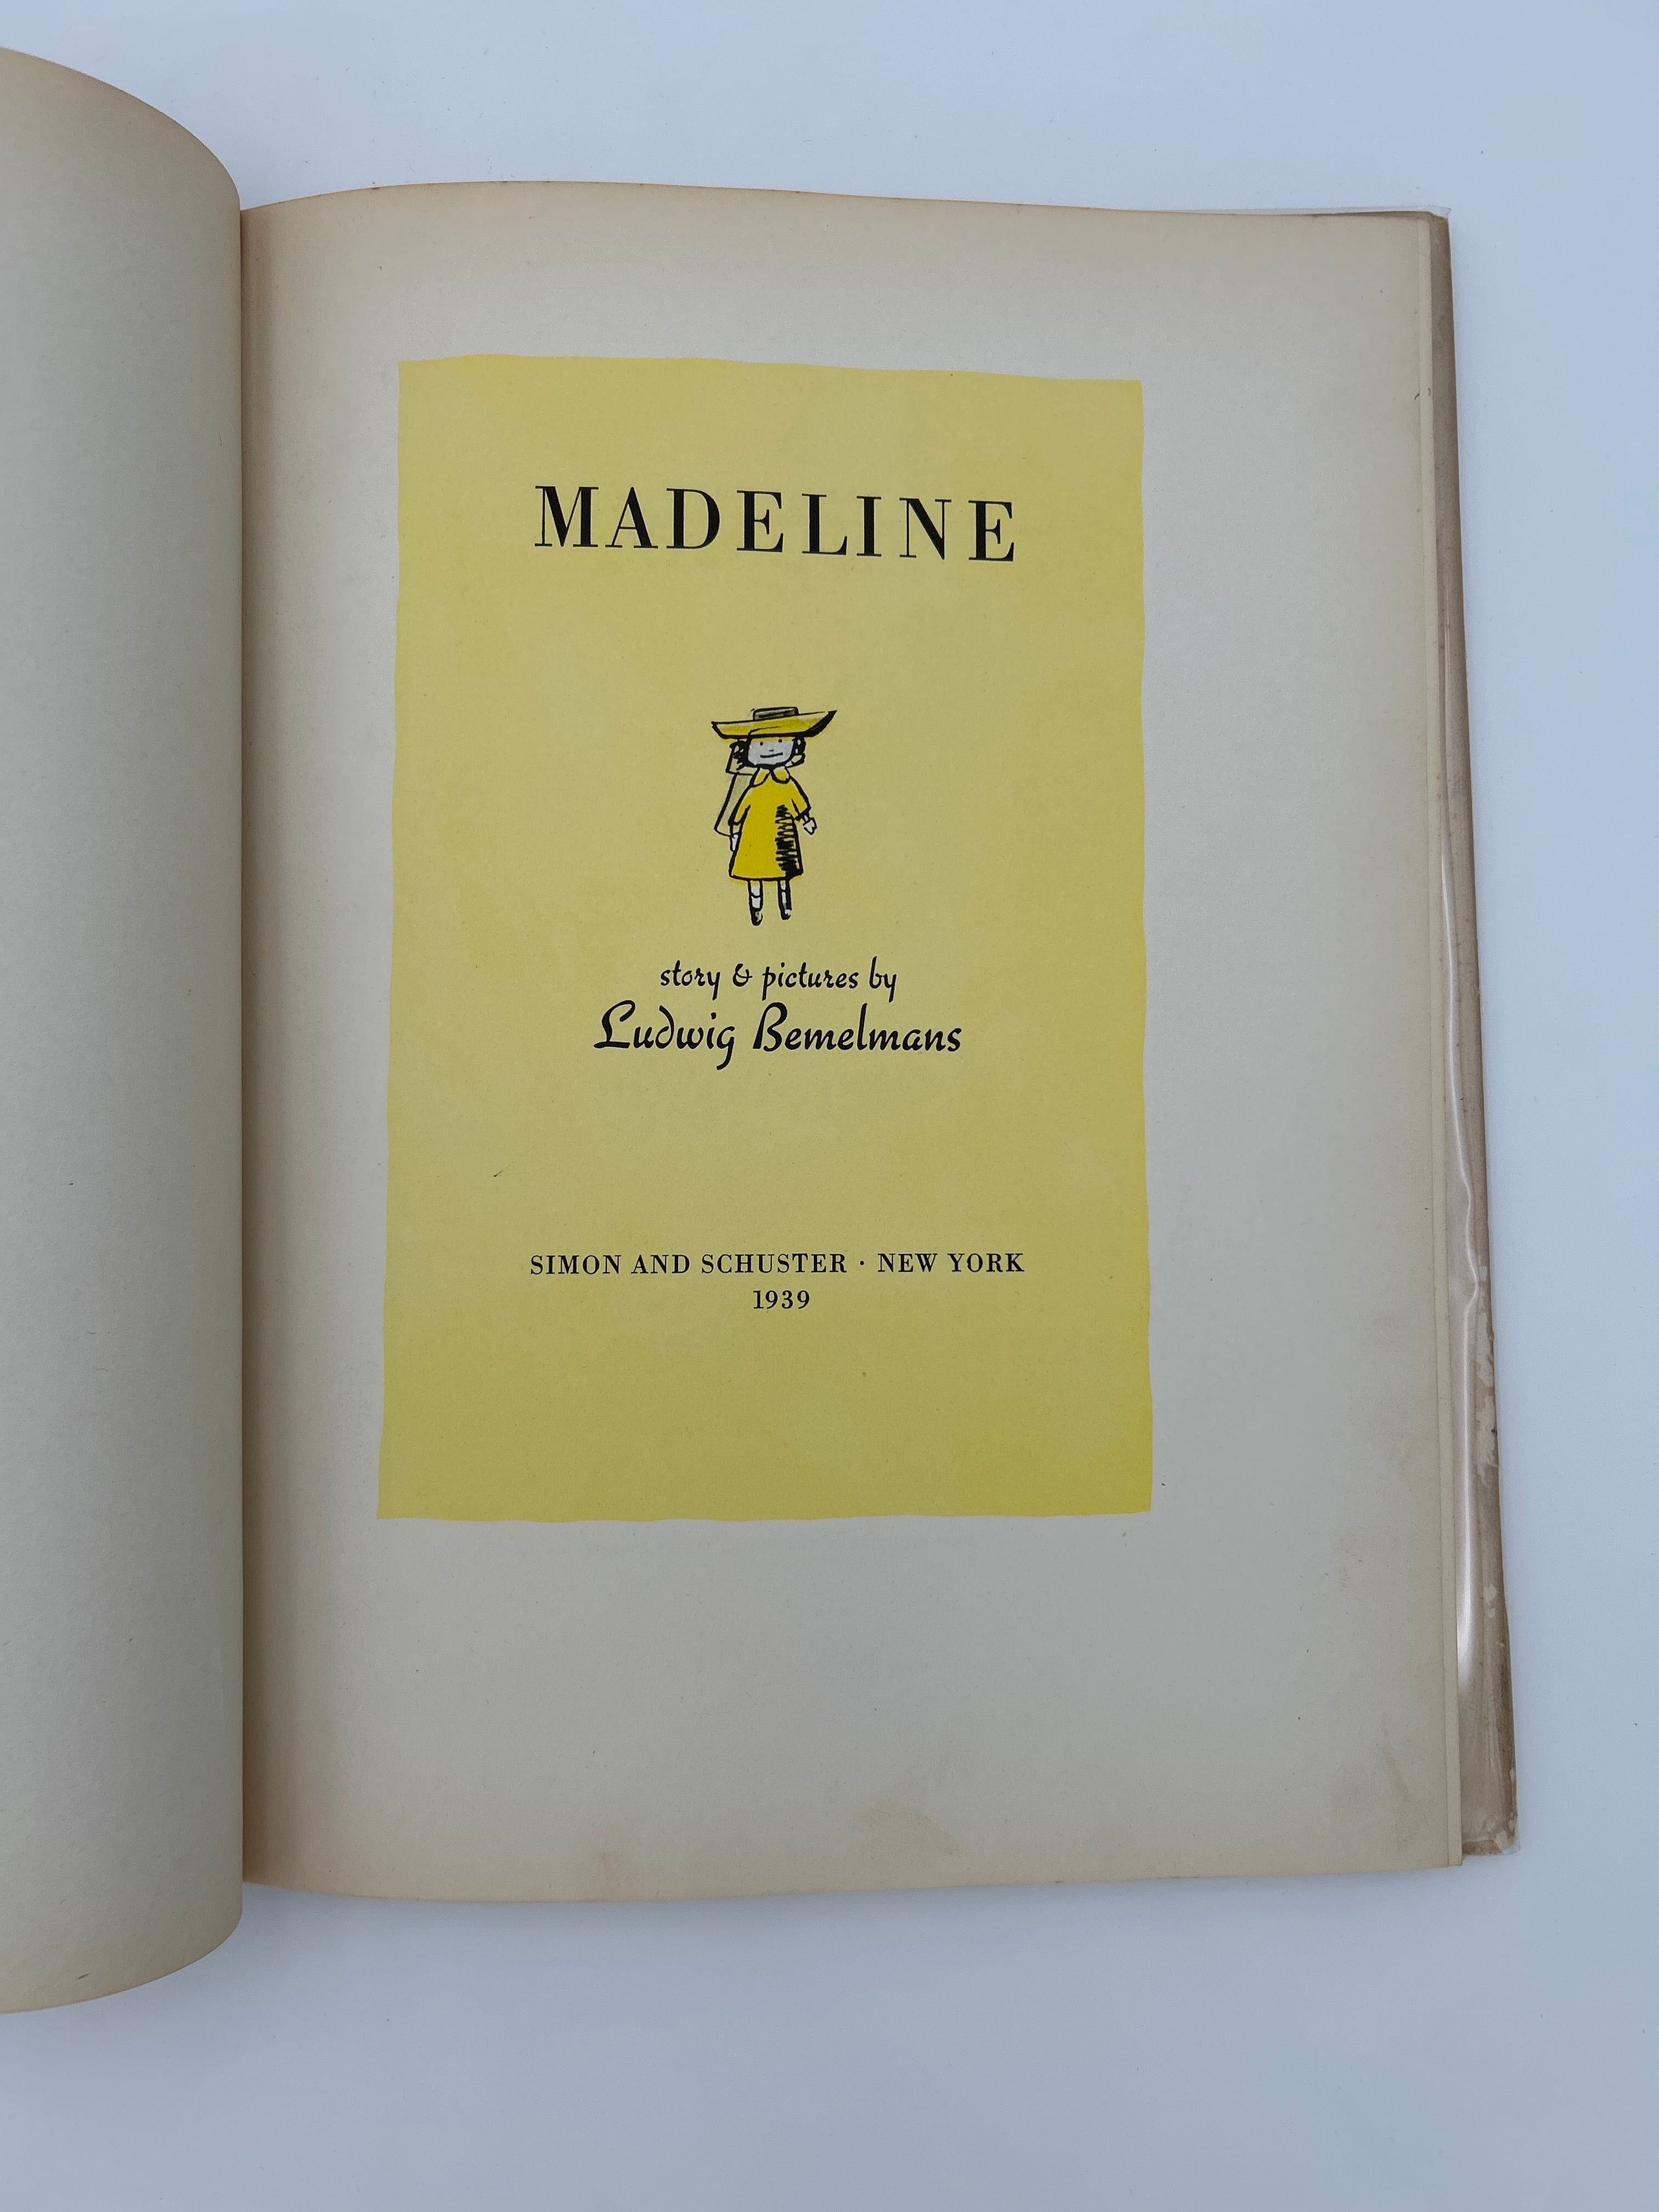 MADELINE
story & pictures by
Ludwig Bemelmans
SIMON AND SCHUSTER · NEW YORK
1939